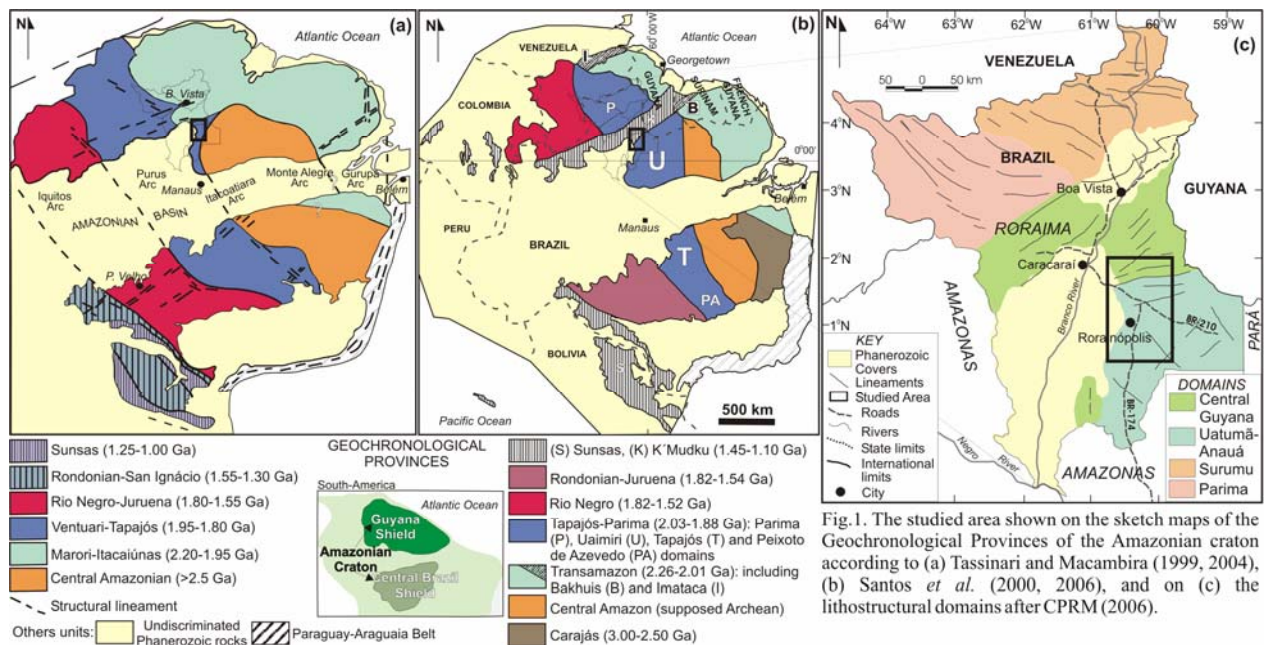 N
(a)
Atlantic Ocean
B. Vista
Purus
Arc
Manaus
Itacoatiara
Arc
Monte Alegre
Arc
Gurupá
Arc
Belém
Iquitos
Arc
AMAZONIAN BASIN
P. Velho
N
(b)
60°00'W
VENEZUELA
Atlantic Ocean
I
Georgetown
GUYANA
SURINAM
FRENCH
GUYANA
COLOMBIA
P
K
B
U
0°00'
Belém
Manaus
PERU
BRAZIL
T
PA
BOLIVIA
S
Pacific Ocean
500 km
64°W
63°W
62°W
61°W
60°W
59°W
(c)
N
VENEZUELA
50 0 50 km
4°N
BRAZIL
Boa Vista
GUYANA
3°N
RORAIMA
2°N
Caracaraí
AMAZONAS
Branco River
BR-210
PARÁ
1°N
Rorainópolis
BR-174
Negro River
AMAZONAS
KEY
Phanerozoic
Covers
Lineaments
Studied Area
Roads
Rivers
State limits
International
limits
City
DOMAINS
Central
Guyana
Uatumã-
Anauá
Surumu
Parima
Sunsas (1.25-1.00 Ga)
Rondonian-San Ignácio (1.55-1.30 Ga)
Rio Negro-Juruena (1.80-1.55 Ga)
Ventuari-Tapajós (1.95-1.80 Ga)
Marori-Itacaiúnas (2.20-1.95 Ga)
Central Amazonian (>2.5 Ga)
Structural lineament
Others units:
Undiscriminated
Phanerozoic rocks
Paraguay-Araguaia Belt
GEOCHRONOLOGICAL
PROVINCES
South-America
Atlantic Ocean
Guyana
Shield
Amazonian
Craton
Central Brazil
Shield
(S) Sunsas, (K) K´Mudku (1.45-1.10 Ga)
Rondonian-Juruena (1.82-1.54 Ga)
Rio Negro (1.82-1.52 Ga)
Tapajós-Parima (2.03-1.88 Ga): Parima
(P), Uaimiri (U), Tapajós (T) and Peixoto
de Azevedo (PA) domains
Transamazon (2.26-2.01 Ga): including
Bakhuis (B) and Imataca (I)
Central Amazon (supposed Archean)
Carajás (3.00-2.50 Ga)
Fig.1. The studied area shown on the sketch maps of the
Geochronological Provinces of the Amazonian craton
according to (a) Tassinari and Macambira (1999, 2004),
(b) Santos et al. (2000, 2006), and on (c) the
lithostructural domains after CPRM (2006).